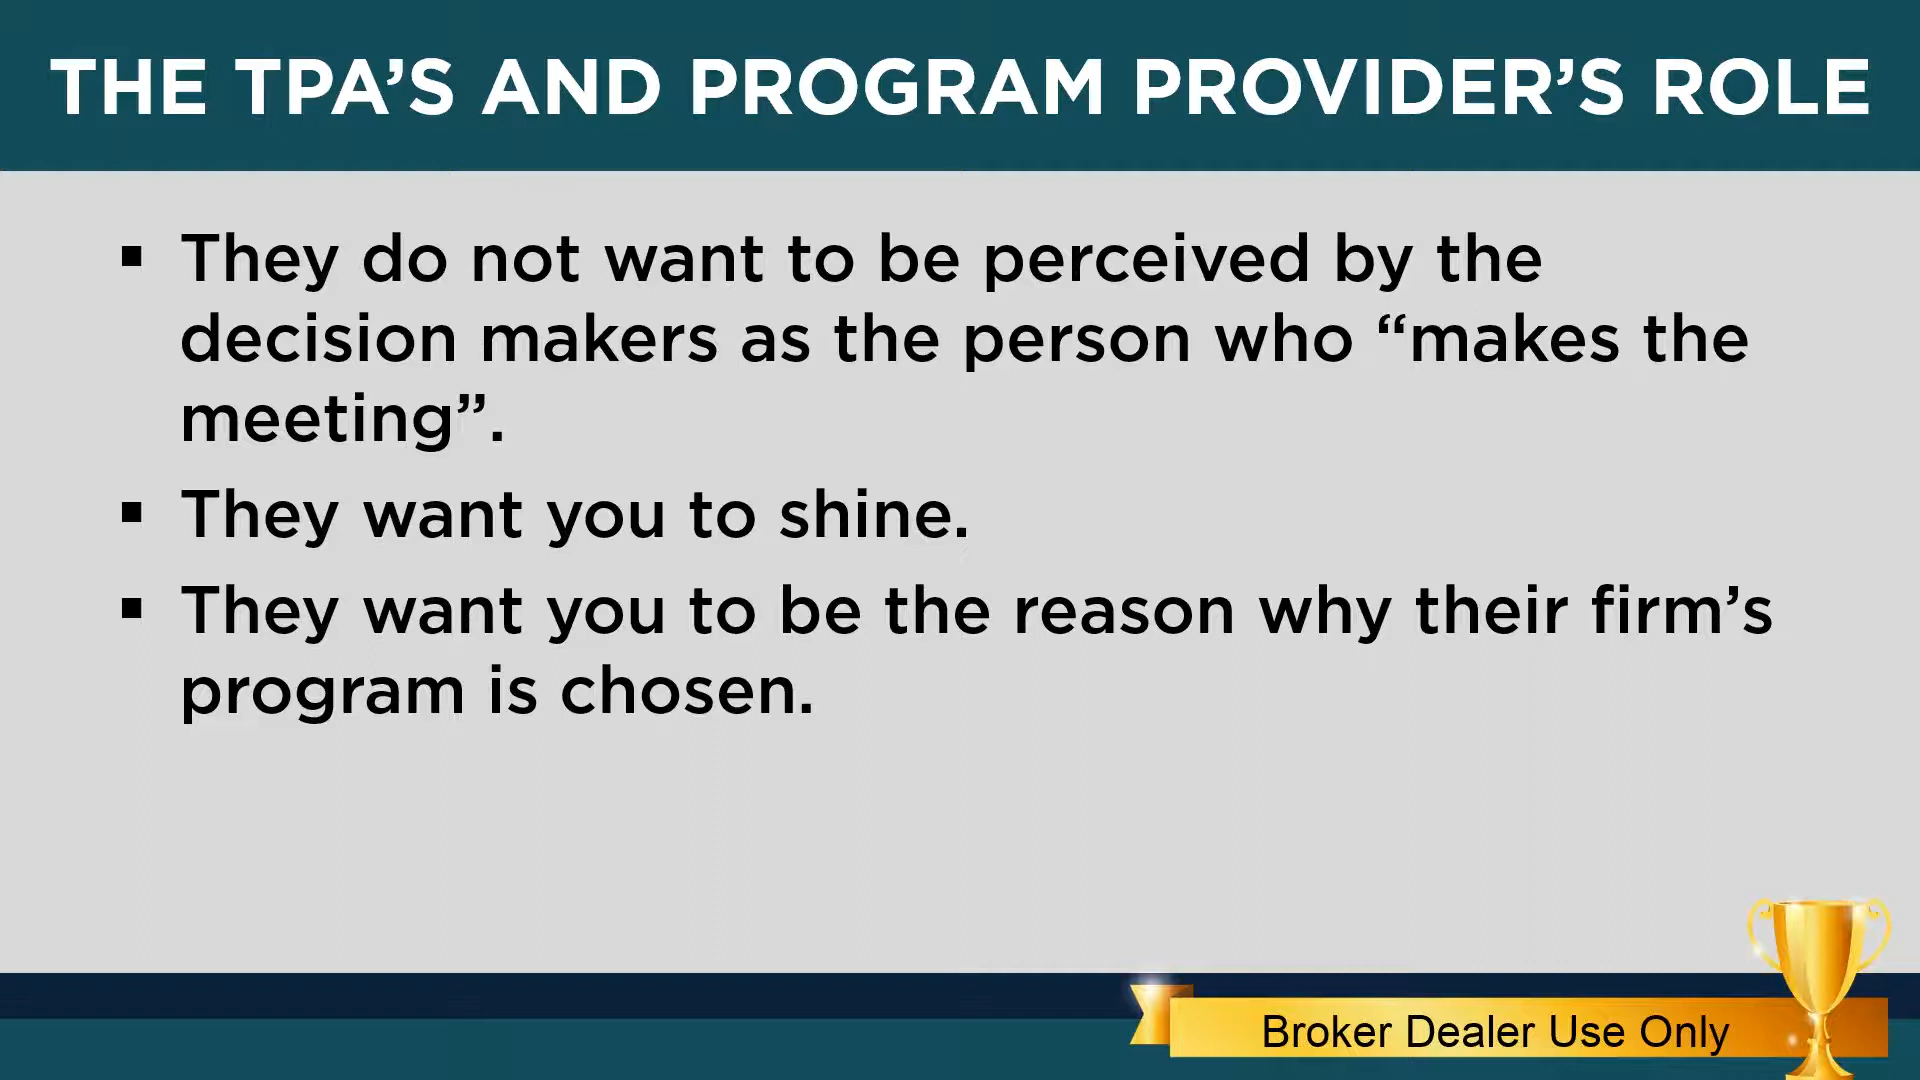 THE TPA’S AND PROGRAM PROVIDER’S ROLE
▪ They do not want to be perceived by the
decision makers as the person who “makes the
meeting”.
▪ They want you to shine.
▪ They want you to be the reason why their firm’s
program is chosen.
Broker Dealer Use Only